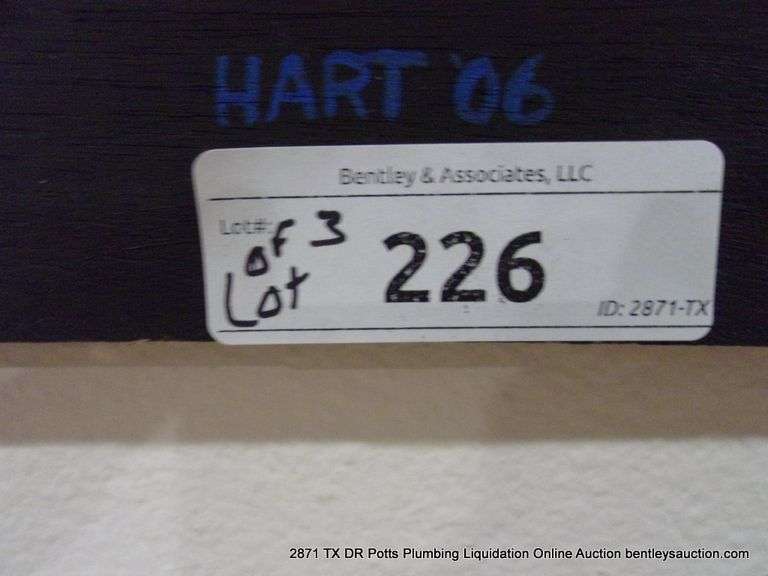 HART '06
Bentley & Associates, LLC
Lot#:
of 3
Lot
226
ID: 2871-TX
2871 TX DR Potts Plumbing Liquidation Online Auction bentleysauction.com